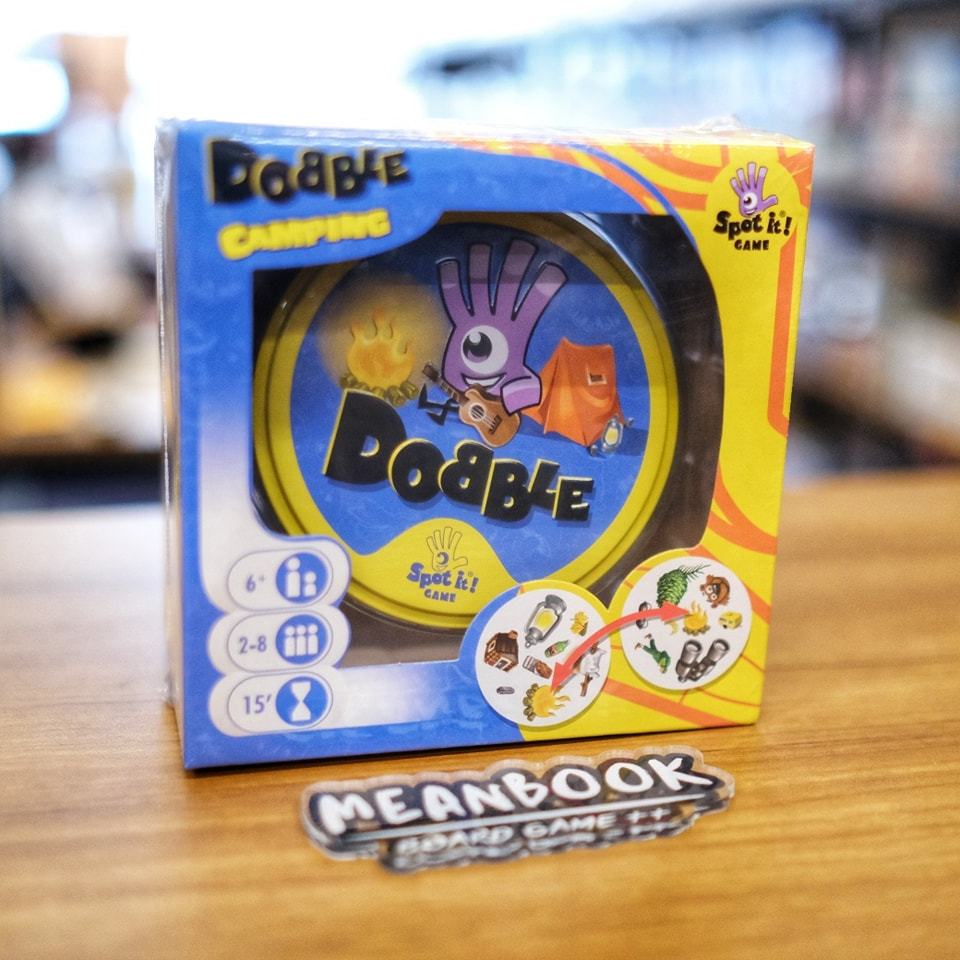 DOBBLE
CAMPING
Spot it!®
GAME
DOBBLE
Spot it!®
GAME
6+
2-8
15'
MEANBOOK
BOARD GAME ++